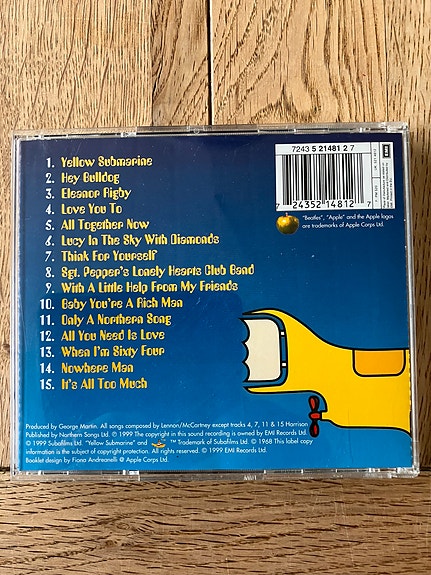 7243 5 21481 2 7
7 24352 14812 7
EMI
"Beatles", "Apple" and the Apple logos
are trademarks of Apple Corps Ltd.
1. Yellow Submarine
2. Hey Bulldog
3. Eleanor Rigby
4. Love You To
5. All Together Now
6. Lucy In The Sky With Diamonds
7. Think For Yourself
8. Sgt. Pepper's Lonely Hearts Club Band
9. With A Little Help From My Friends
10. Baby You're A Rich Man
11. Only A Northern Song
12. All You Need Is Love
13. When I'm Sixty Four
14. Nowhere Man
15. It's All Too Much
Produced by George Martin. All songs composed by Lennon/McCartney except tracks 4, 7, 11 & 15 Harrison
Published by Northern Songs Ltd. © 1999 The copyright in this sound recording is owned by EMI Records Ltd.
© 1999 Subafilms Ltd. "Yellow Submarine" and ™ Trademark of Subafilms Ltd. © 1968 This label copy
information is the subject of copyright protection. All rights reserved. © 1999 EMI Records Ltd.
Booklet design by Fiona Andreanelli @ Apple Corps Ltd.